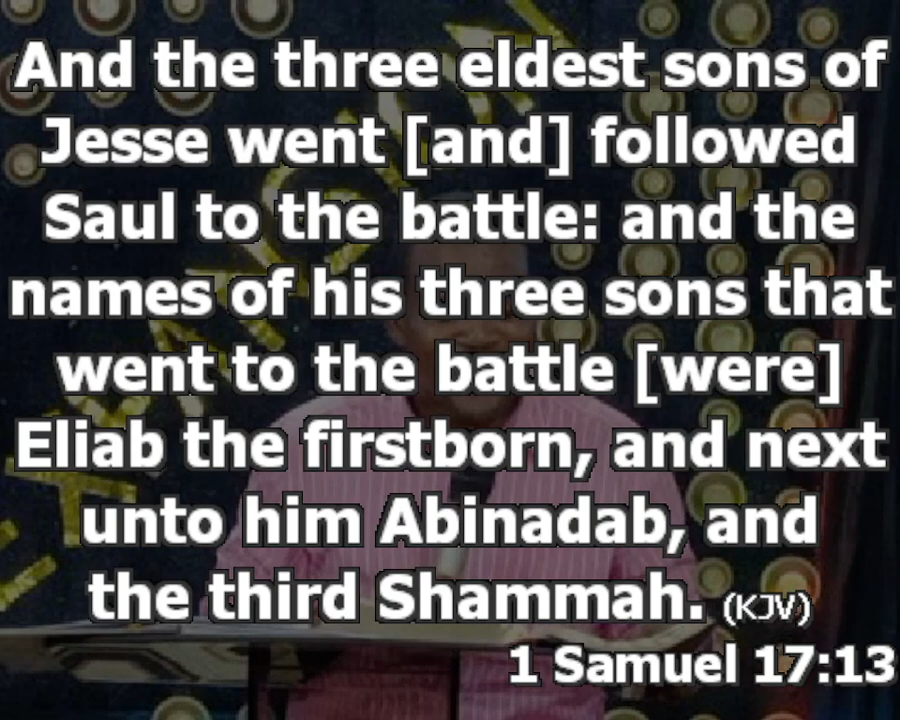 And the three eldest sons of
Jesse went [and] followed
Saul to the battle: and the
names of his three sons that
went to the battle [were]
Eliab the firstborn, and next
unto him Abinadab, and
the third Shammah. (KJV)
1 Samuel 17:13